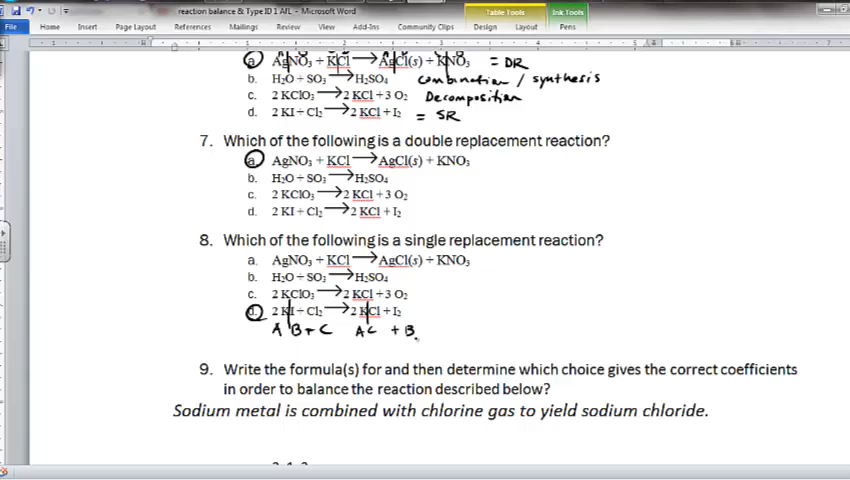 reaction balance & Type ID 1 AFL - Microsoft Word
Table Tools
Ink Tools
File Home Insert Page Layout References Mailings Review View Add-Ins Community Clips Design Layout Pens
a. AgNO₃ + KCl → AgCl(s) + KNO₃ = DR
b. H₂O + SO₃ → H₂SO₄ combination / synthesis
c. 2 KClO₃ → 2 KCl + 3 O₂ Decomposition
d. 2 KI + Cl₂ → 2 KCl + I₂ = SR
7. Which of the following is a double replacement reaction?
a. AgNO₃ + KCl → AgCl(s) + KNO₃
b. H₂O + SO₃ → H₂SO₄
c. 2 KClO₃ → 2 KCl + 3 O₂
d. 2 KI + Cl₂ → 2 KCl + I₂
8. Which of the following is a single replacement reaction?
a. AgNO₃ + KCl → AgCl(s) + KNO₃
b. H₂O + SO₃ → H₂SO₄
c. 2 KClO₃ → 2 KCl + 3 O₂
d. 2 KI + Cl₂ → 2 KCl + I₂
A B + C AC + B
9. Write the formula(s) for and then determine which choice gives the correct coefficients
in order to balance the reaction described below?
Sodium metal is combined with chlorine gas to yield sodium chloride.